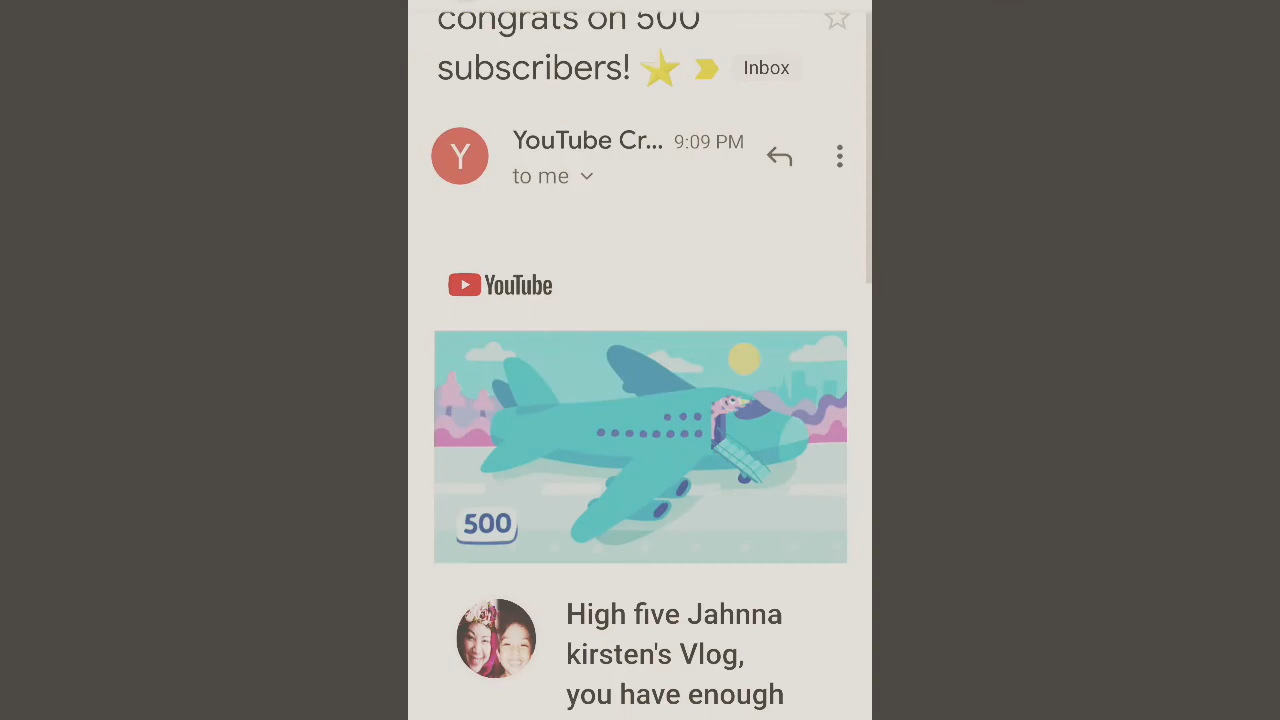 congrats on 500
subscribers!
Inbox
Y
YouTube Cr... 9:09 PM
to me
YouTube
500
High five Jahnna
kirsten's Vlog,
you have enough